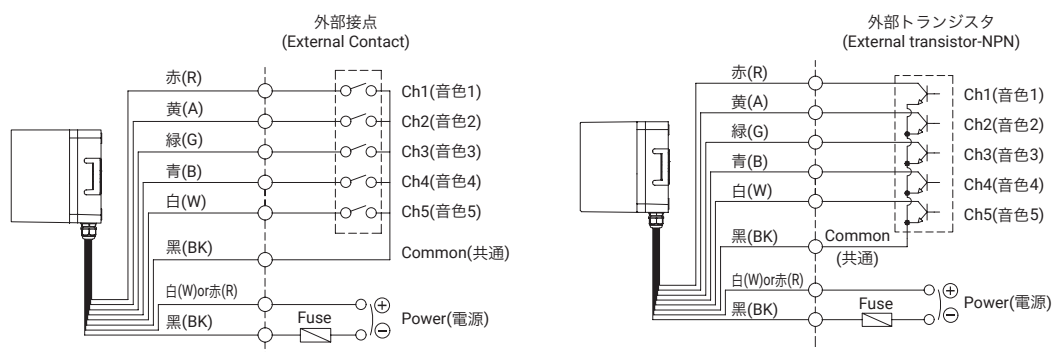 外部接点
(External Contact)
赤(R)
Ch1(音色1)
黄(A)
Ch2(音色2)
緑(G)
Ch3(音色3)
青(B)
Ch4(音色4)
白(W)
Ch5(音色5)
黒(BK)
Common(共通)
白(W)or赤(R)
黒(BK)
Fuse
Power(電源)
外部トランジスタ
(External transistor-NPN)
赤(R)
Ch1(音色1)
黄(A)
Ch2(音色2)
緑(G)
Ch3(音色3)
青(B)
Ch4(音色4)
白(W)
Ch5(音色5)
黒(BK)
Common
(共通)
白(W)or赤(R)
黒(BK)
Fuse
Power(電源)